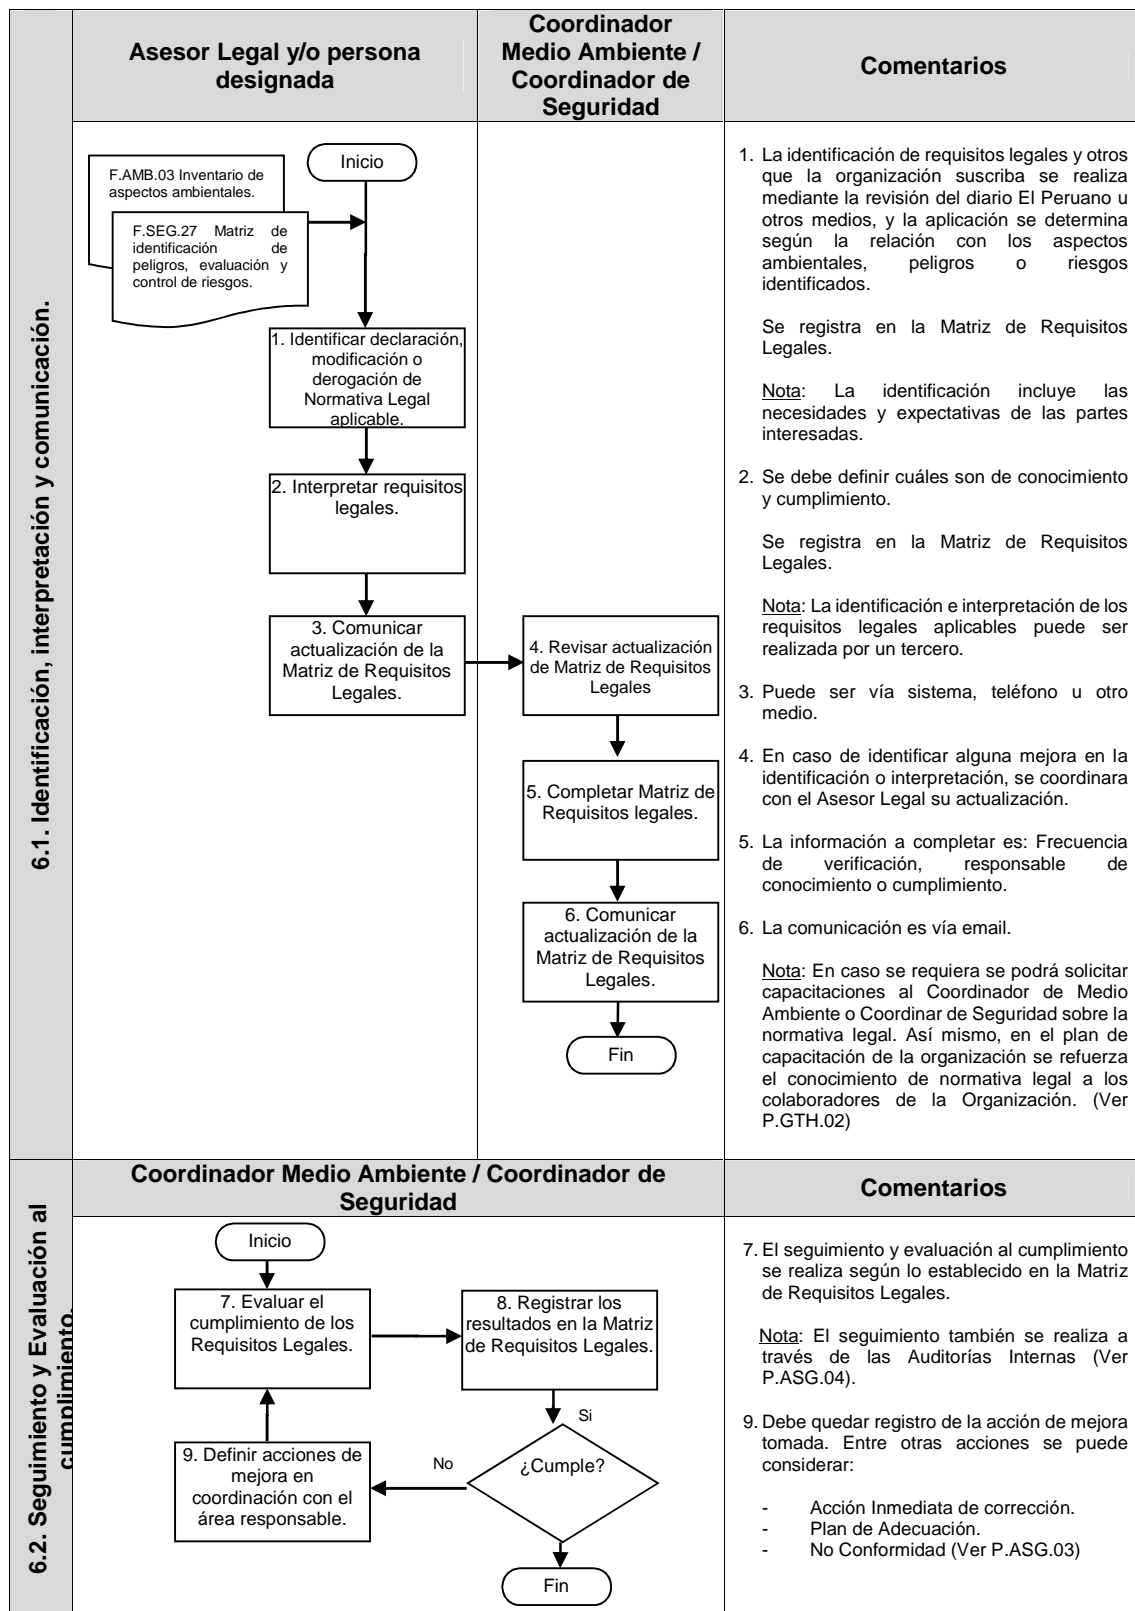 Asesor Legal y/o persona
designada
Coordinador
Medio Ambiente /
Coordinador de
Seguridad
Comentarios
6.1. Identificación, interpretación y comunicación.
Inicio
F.AMB.03 Inventario de
aspectos ambientales.
F.SEG.27 Matriz de
identificación de
peligros, evaluación y
control de riesgos.
1. Identificar declaración,
modificación o
derogación de
Normativa Legal
aplicable.
2. Interpretar requisitos
legales.
3. Comunicar
actualización de la
Matriz de Requisitos
Legales.
4. Revisar actualización
de Matriz de Requisitos
Legales
5. Completar Matriz de
Requisitos legales.
6. Comunicar
actualización de la
Matriz de Requisitos
Legales.
Fin
1. La identificación de requisitos legales y otros
que la organización suscriba se realiza
mediante la revisión del diario El Peruano u
otros medios, y la aplicación se determina
según la relación con los aspectos
ambientales, peligros o riesgos
identificados.
Se registra en la Matriz de Requisitos
Legales.
Nota: La identificación incluye las
necesidades y expectativas de las partes
interesadas.
2. Se debe definir cuáles son de conocimiento
y cumplimiento.
Se registra en la Matriz de Requisitos
Legales.
Nota: La identificación e interpretación de los
requisitos legales aplicables puede ser
realizada por un tercero.
3. Puede ser vía sistema, teléfono u otro
medio.
4. En caso de identificar alguna mejora en la
identificación o interpretación, se coordinara
con el Asesor Legal su actualización.
5. La información a completar es: Frecuencia
de verificación, responsable de
conocimiento o cumplimiento.
6. La comunicación es vía email.
Nota: En caso se requiera se podrá solicitar
capacitaciones al Coordinador de Medio
Ambiente o Coordinar de Seguridad sobre la
normativa legal. Así mismo, en el plan de
capacitación de la organización se refuerza
el conocimiento de normativa legal a los
colaboradores de la Organización. (Ver
P.GTH.02)
Coordinador Medio Ambiente / Coordinador de
Seguridad
Comentarios
6.2. Seguimiento y Evaluación al
cumplimiento.
Inicio
7. Evaluar el
cumplimiento de los
Requisitos Legales.
8. Registrar los
resultados en la Matriz
de Requisitos Legales.
Si
¿Cumple?
No
9. Definir acciones de
mejora en
coordinación con el
área responsable.
Fin
7. El seguimiento y evaluación al cumplimiento
se realiza según lo establecido en la Matriz
de Requisitos Legales.
Nota: El seguimiento también se realiza a
través de las Auditorías Internas (Ver
P.ASG.04).
9. Debe quedar registro de la acción de mejora
tomada. Entre otras acciones se puede
considerar:
- Acción Inmediata de corrección.
- Plan de Adecuación.
- No Conformidad (Ver P.ASG.03)